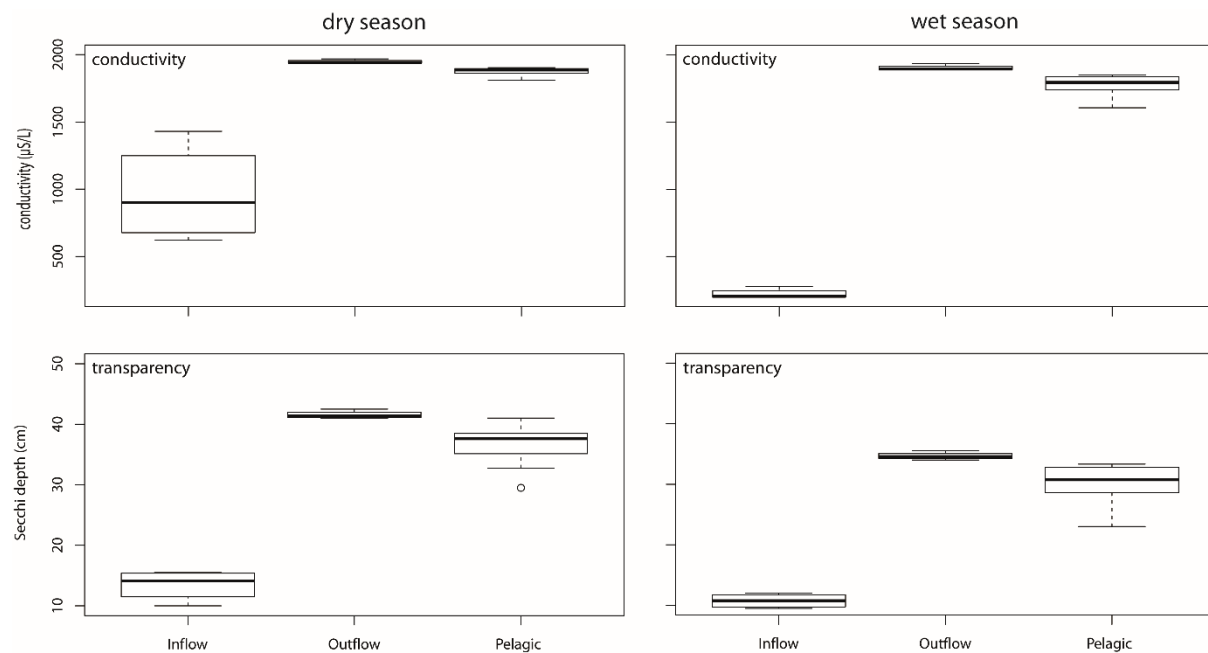 dry season
wet season
conductivity
conductivity
conductivity (µS/L)
2000
1500
1000
500
transparency
transparency
Secchi depth (cm)
50
40
30
20
10
Inflow
Outflow
Pelagic
Inflow
Outflow
Pelagic